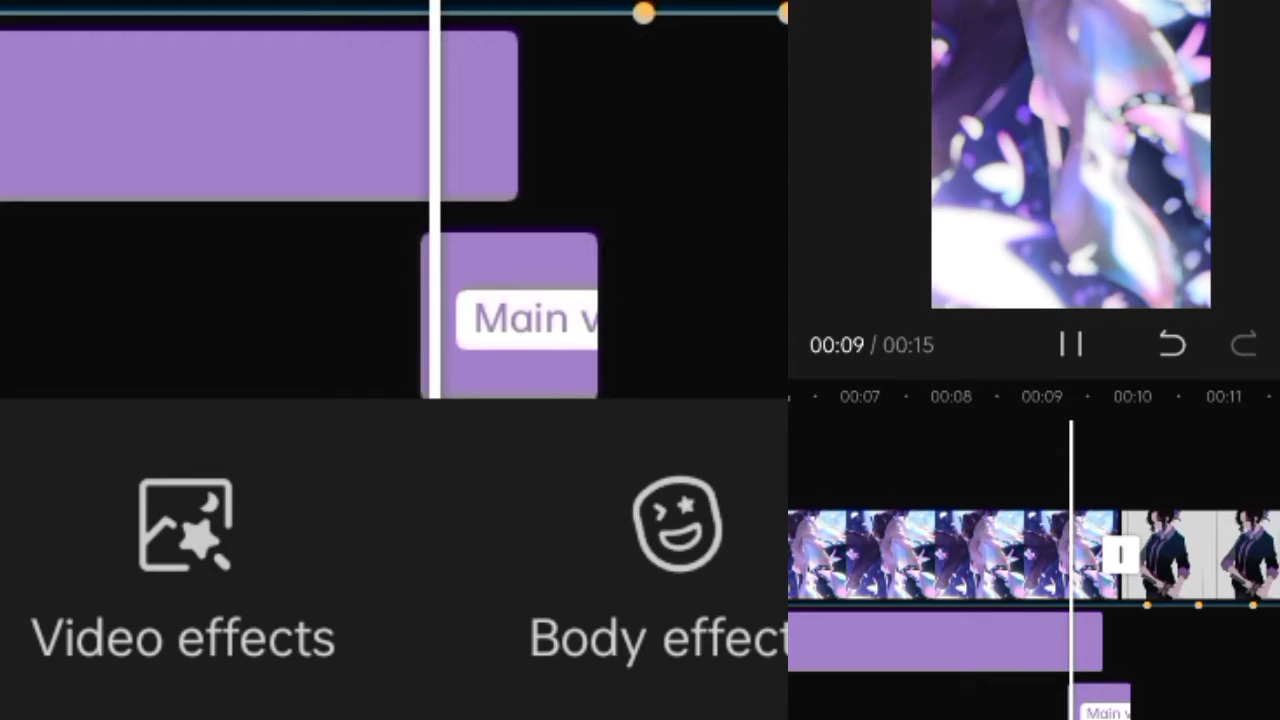 Main v
Video effects
Body effect
00:09 / 00:15
00:07 00:08 00:09 00:10 00:11
Main v